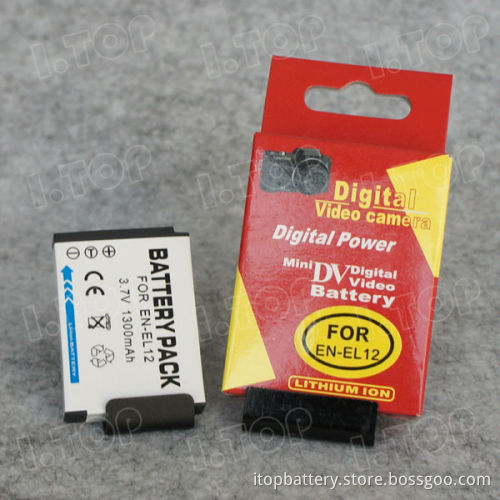 I.TOP
BATTERY PACK
FOR EN-EL12
3.7V 1300mAh
CE
Digital
Video camera
Digital Power
Mini DV Digital
Video
Battery
FOR
EN-EL12
LITHIUM ION
itopbattery.store.bossgoo.com